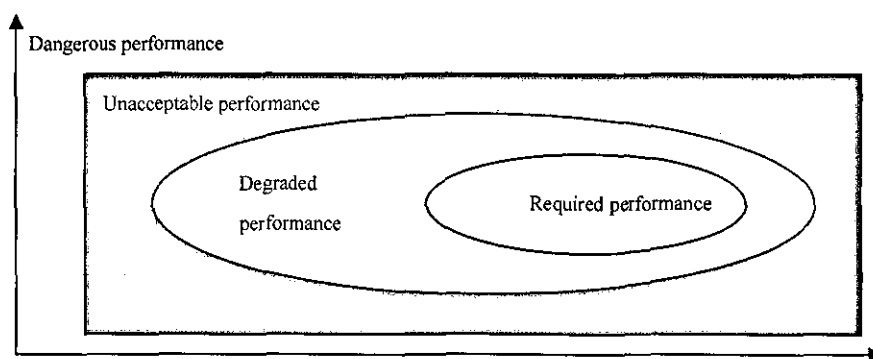 Dangerous performance
Unacceptable performance
Degraded
performance
Required performance